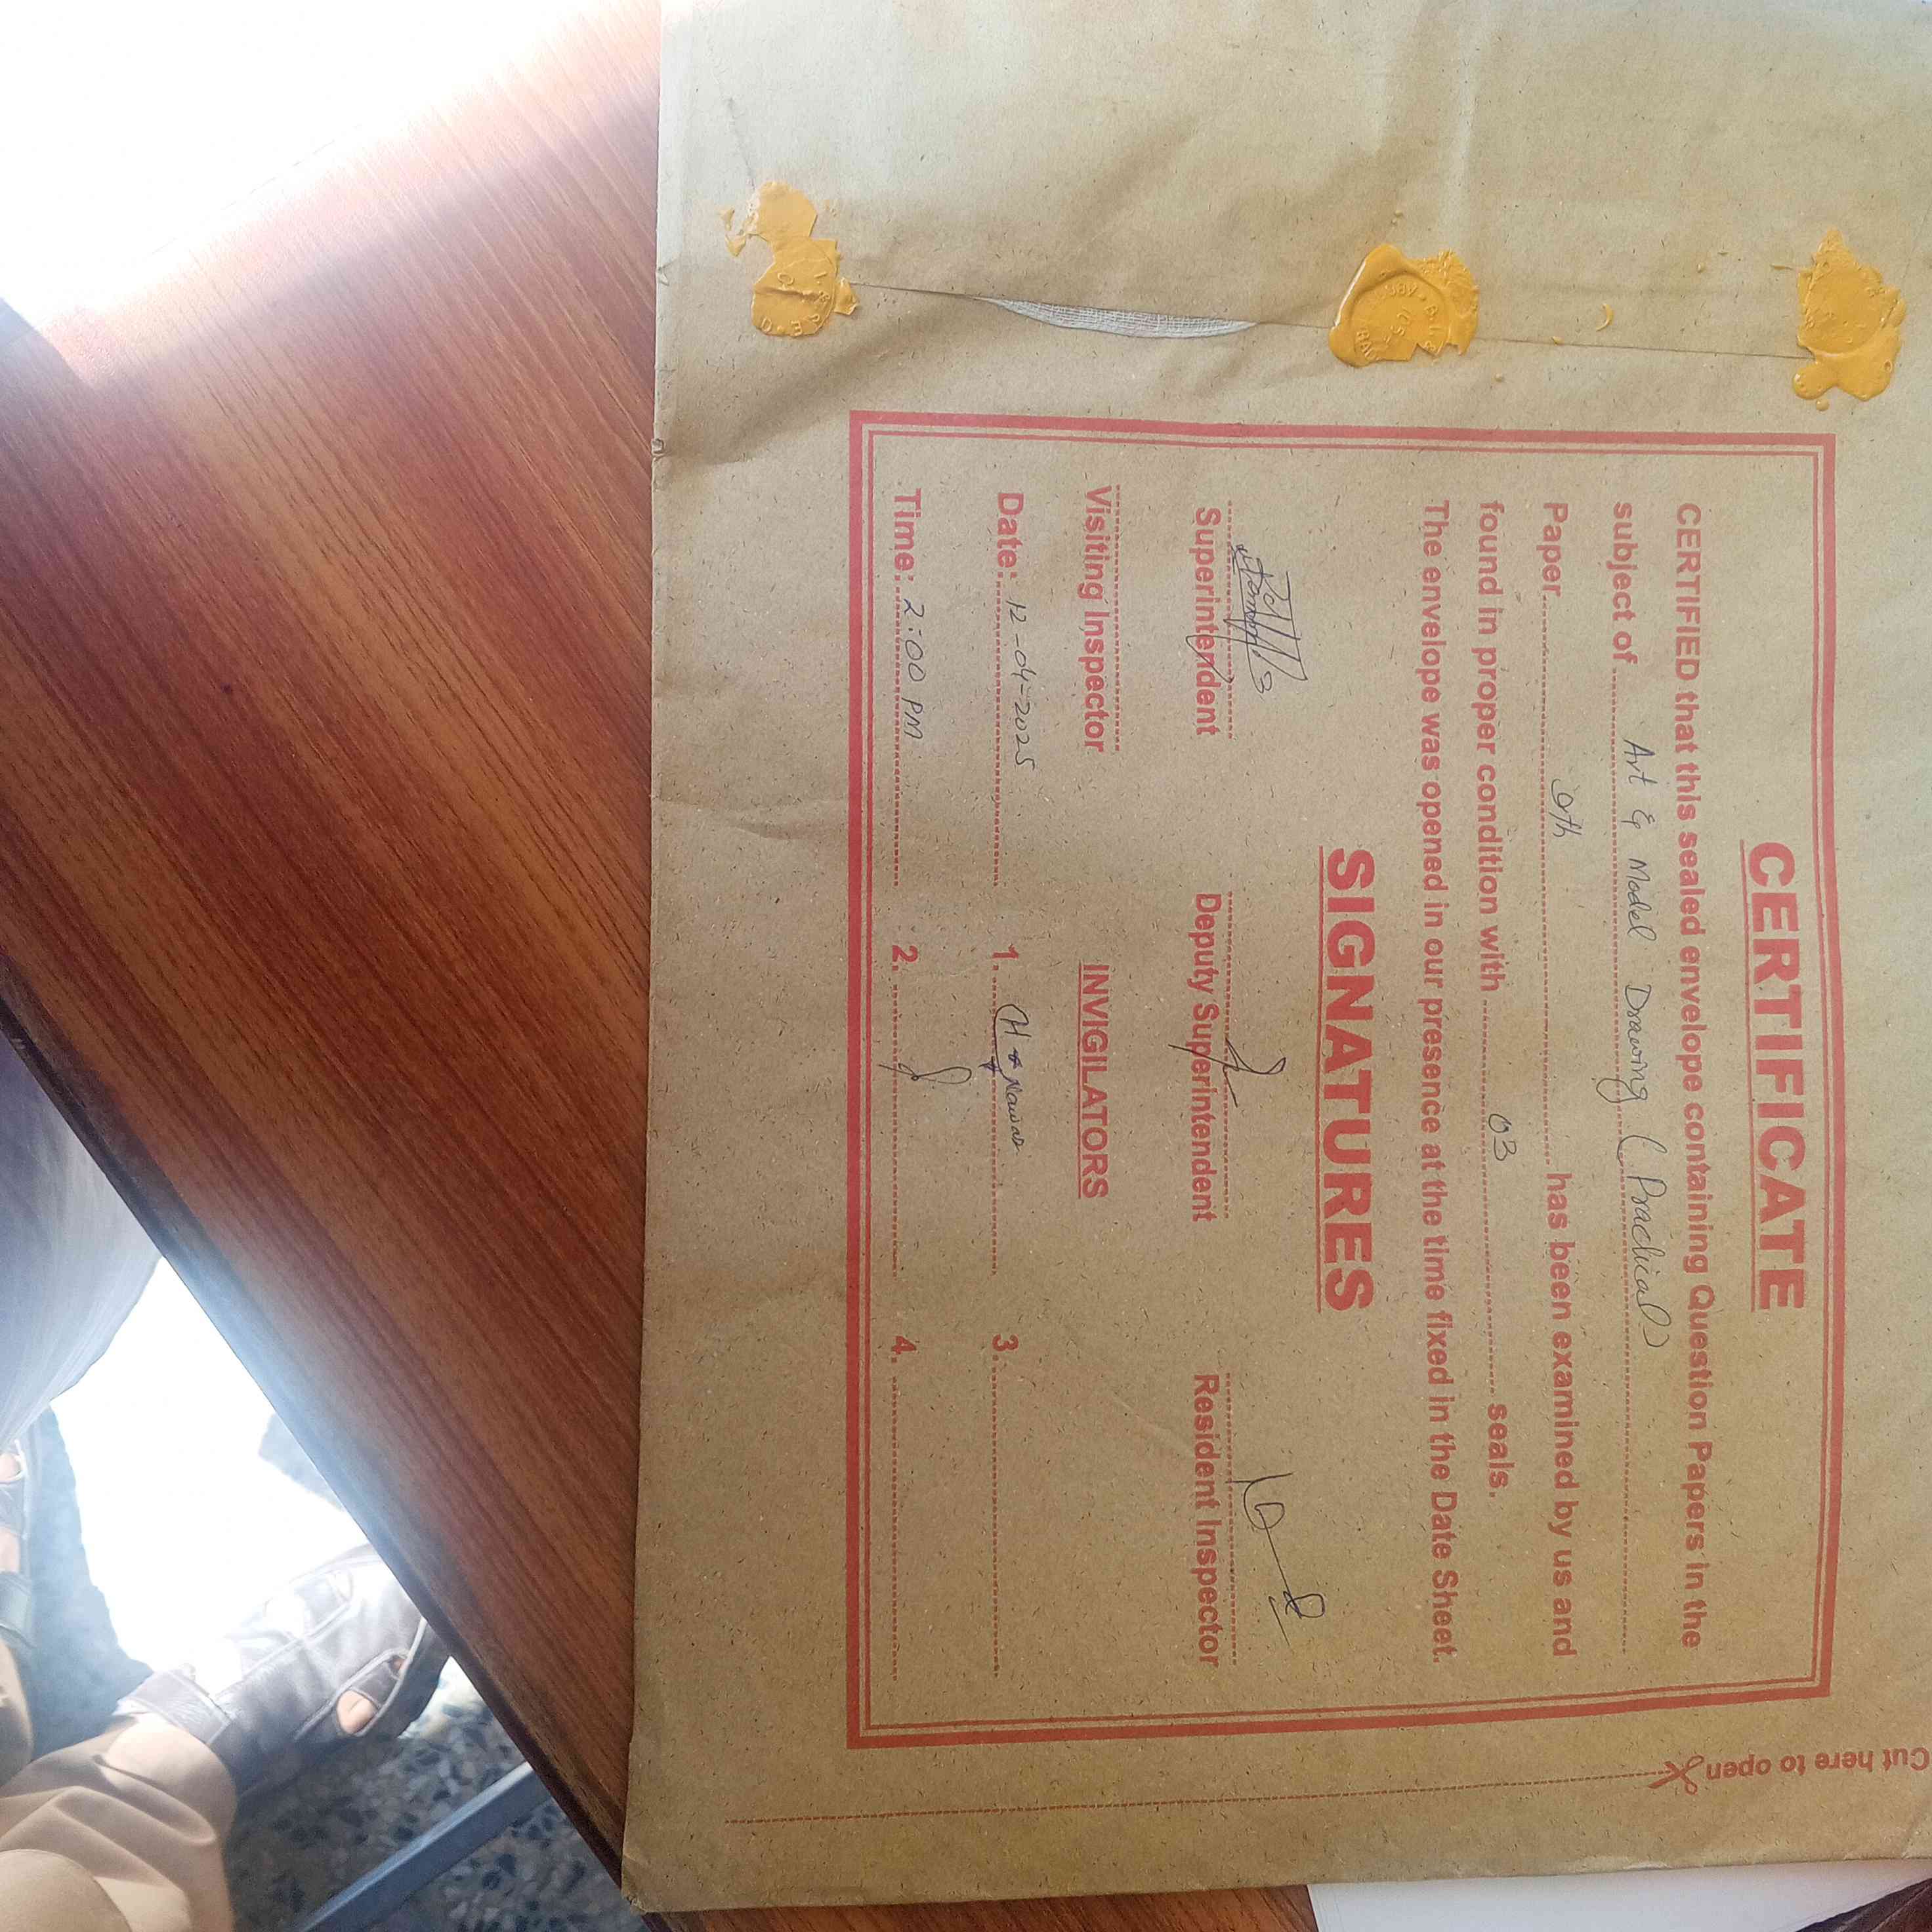 CERTIFICATE
CERTIFIED that this sealed envelope containing Question Papers in the
subject of Art & Model Drawing (Practical)
Paper 9th has been examined by us and
found in proper condition with 03 seals.
The envelope was opened in our presence at the time fixed in the Date Sheet.
SIGNATURES
Superintendent Deputy Superintendent Resident Inspector
Visiting Inspector INVIGILATORS
Date: 12-04-2025 1. 3.
Time: 2:00 PM 2. 4.
Cut here to open